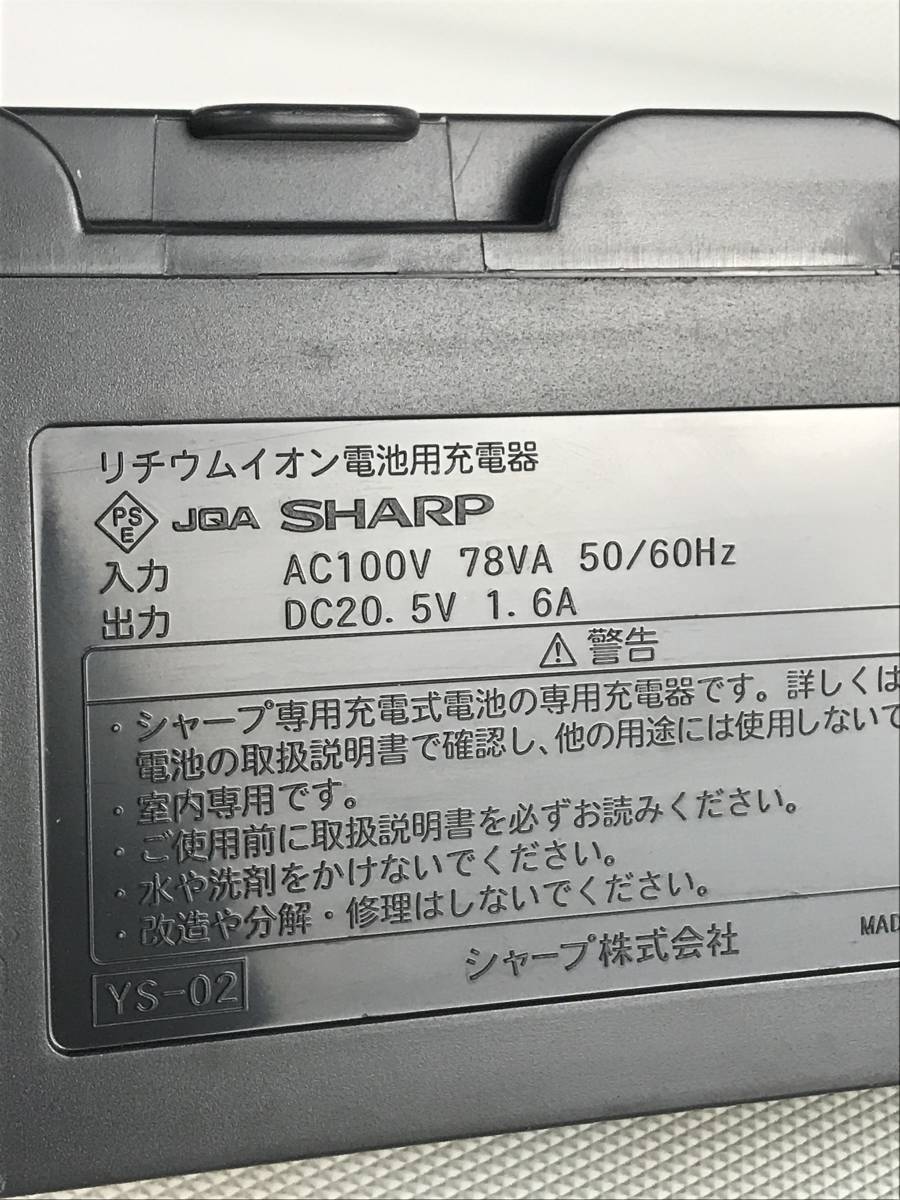 リチウムイオン電池用充電器
PSE JQA SHARP
入力 AC100V 78VA 50/60Hz
出力 DC20.5V 1.6A
⚠ 警告
・シャープ専用充電式電池の専用充電器です。詳しくは
電池の取扱説明書で確認し、他の用途には使用しないで
・室内専用です。
・ご使用前に取扱説明書を必ずお読みください。
・水や洗剤をかけないでください。
・改造や分解・修理はしないでください。
シャープ株式会社
YS-02